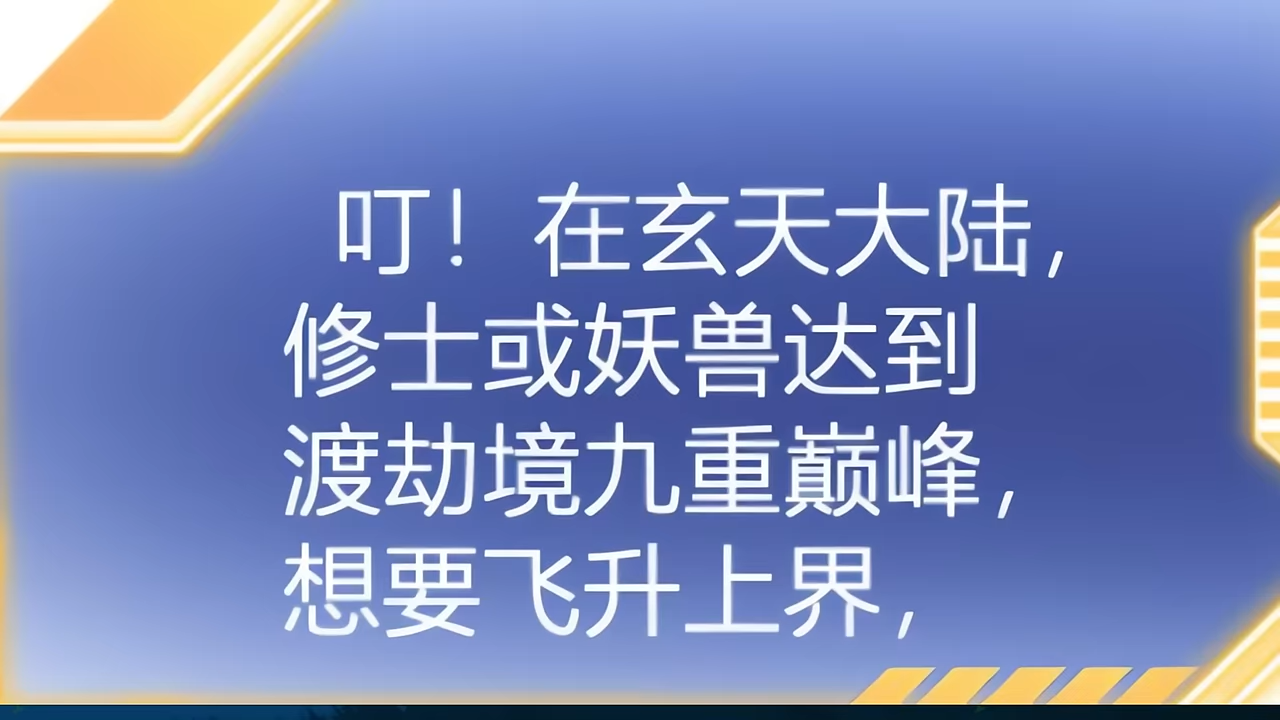 叮！在玄天大陆，
修士或妖兽达到
渡劫境九重巅峰，
想要飞升上界，